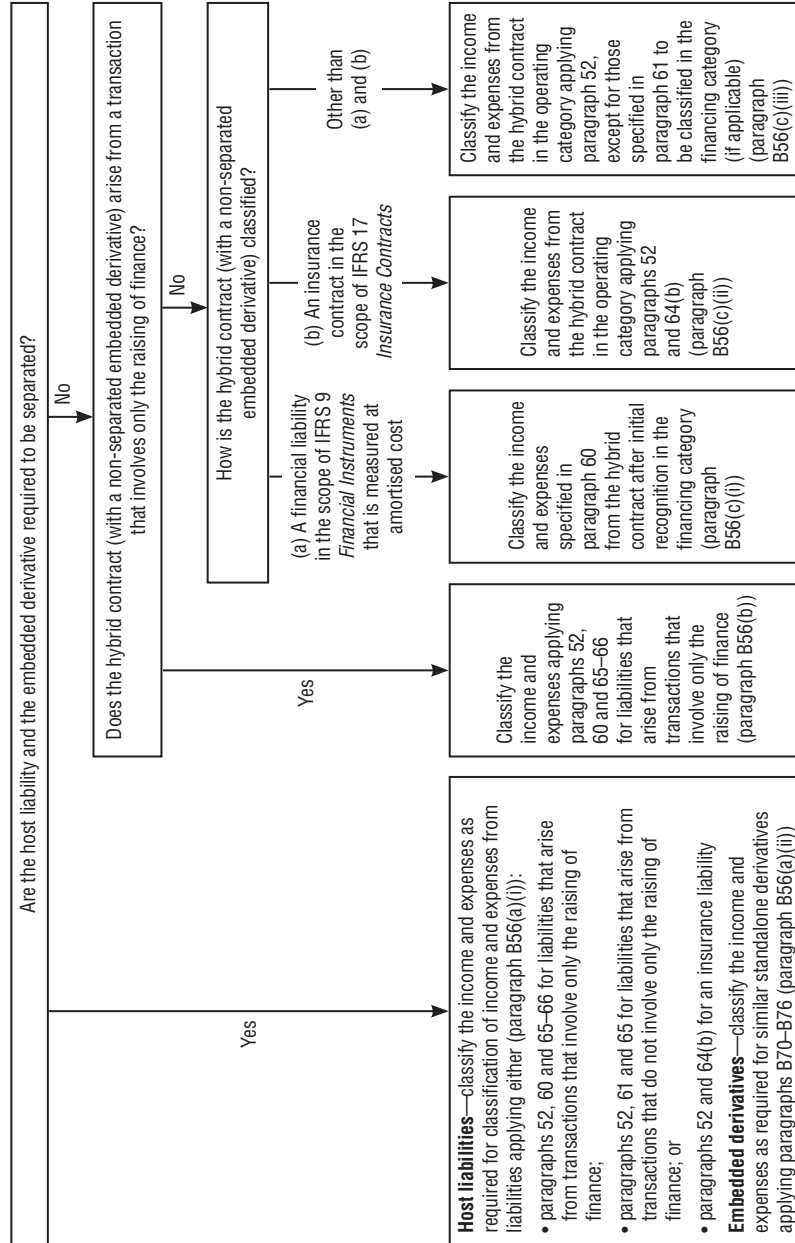 Are the host liability and the embedded derivative required to be separated?
No
Does the hybrid contract (with a non-separated embedded derivative) arise from a transaction
that involves only the raising of finance?
No
How is the hybrid contract (with a non-separated
embedded derivative) classified?
Yes
Yes
(a) A financial liability
in the scope of IFRS 9
Financial Instruments
that is measured at
amortised cost
(b) An insurance
contract in the
scope of IFRS 17
Insurance Contracts
Other than
(a) and (b)
Host liabilities—classify the income and expenses as
required for classification of income and expenses from
liabilities applying either (paragraph B56(a)(i)):
• paragraphs 52, 60 and 65–66 for liabilities that arise
from transactions that involve only the raising of
finance;
• paragraphs 52, 61 and 65 for liabilities that arise from
transactions that do not involve only the raising of
finance; or
• paragraphs 52 and 64(b) for an insurance liability
Embedded derivatives—classify the income and
expenses as required for similar standalone derivatives
applying paragraphs B70–B76 (paragraph B56(a)(ii))
Classify the
income and
expenses applying
paragraphs 52,
60 and 65–66
for liabilities that
arise from
transactions that
involve only the
raising of finance
(paragraph B56(b))
Classify the income
and expenses
specified in
paragraph 60
from the hybrid
contract after initial
recognition in the
financing category
(paragraph
B56(c)(i))
Classify the income
and expenses from
the hybrid contract
in the operating
category applying
paragraphs 52
and 64(b)
(paragraph
B56(c)(ii))
Classify the income
and expenses from
the hybrid contract
in the operating
category applying
paragraph 52,
except for those
specified in
paragraph 61 to
be classified in the
financing category
(if applicable)
(paragraph
B56(c)(iii))